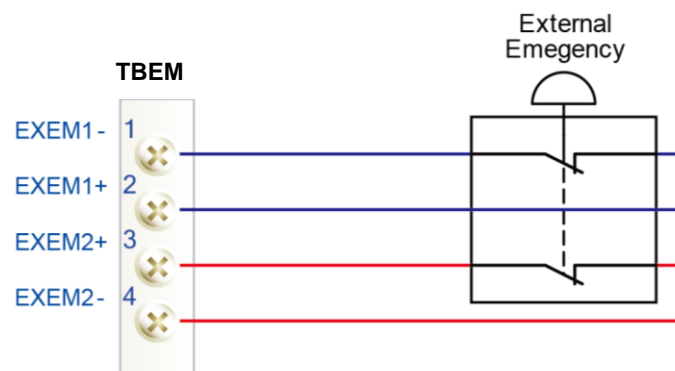 External
Emegency
TBEM
EXEM1- 1
EXEM1+ 2
EXEM2+ 3
EXEM2- 4